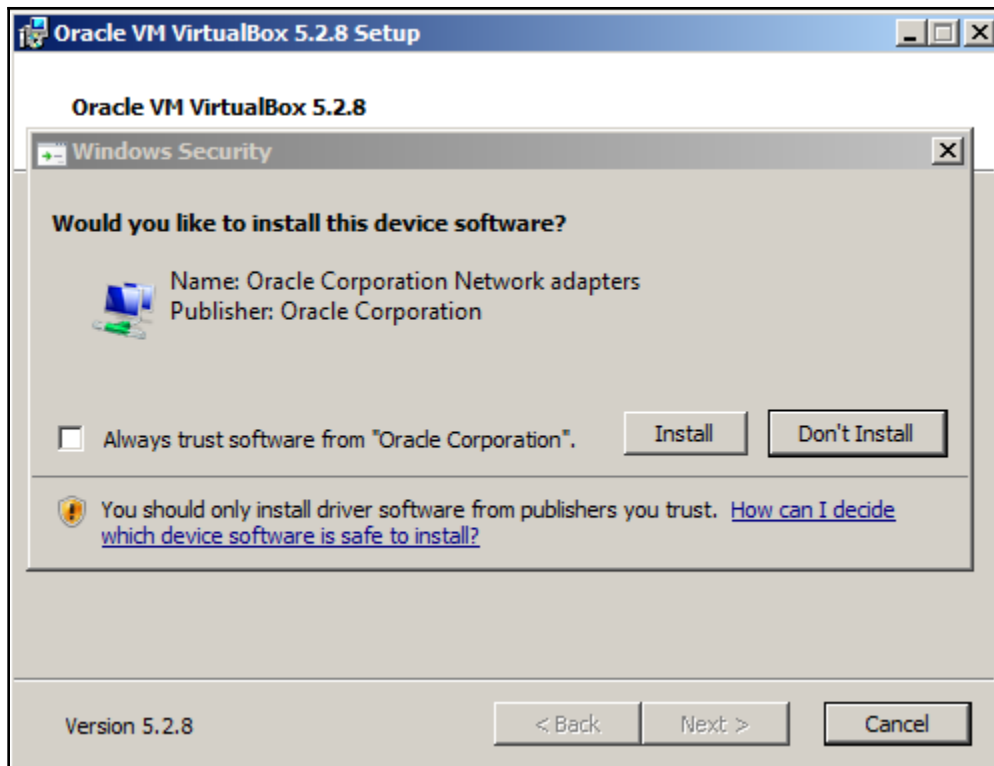 Oracle VM VirtualBox 5.2.8 Setup
Oracle VM VirtualBox 5.2.8
Windows Security
Would you like to install this device software?
Name: Oracle Corporation Network adapters
Publisher: Oracle Corporation
Always trust software from "Oracle Corporation".
Install
Don't Install
You should only install driver software from publishers you trust. How can I decide
which device software is safe to install?
Version 5.2.8
< Back
Next >
Cancel